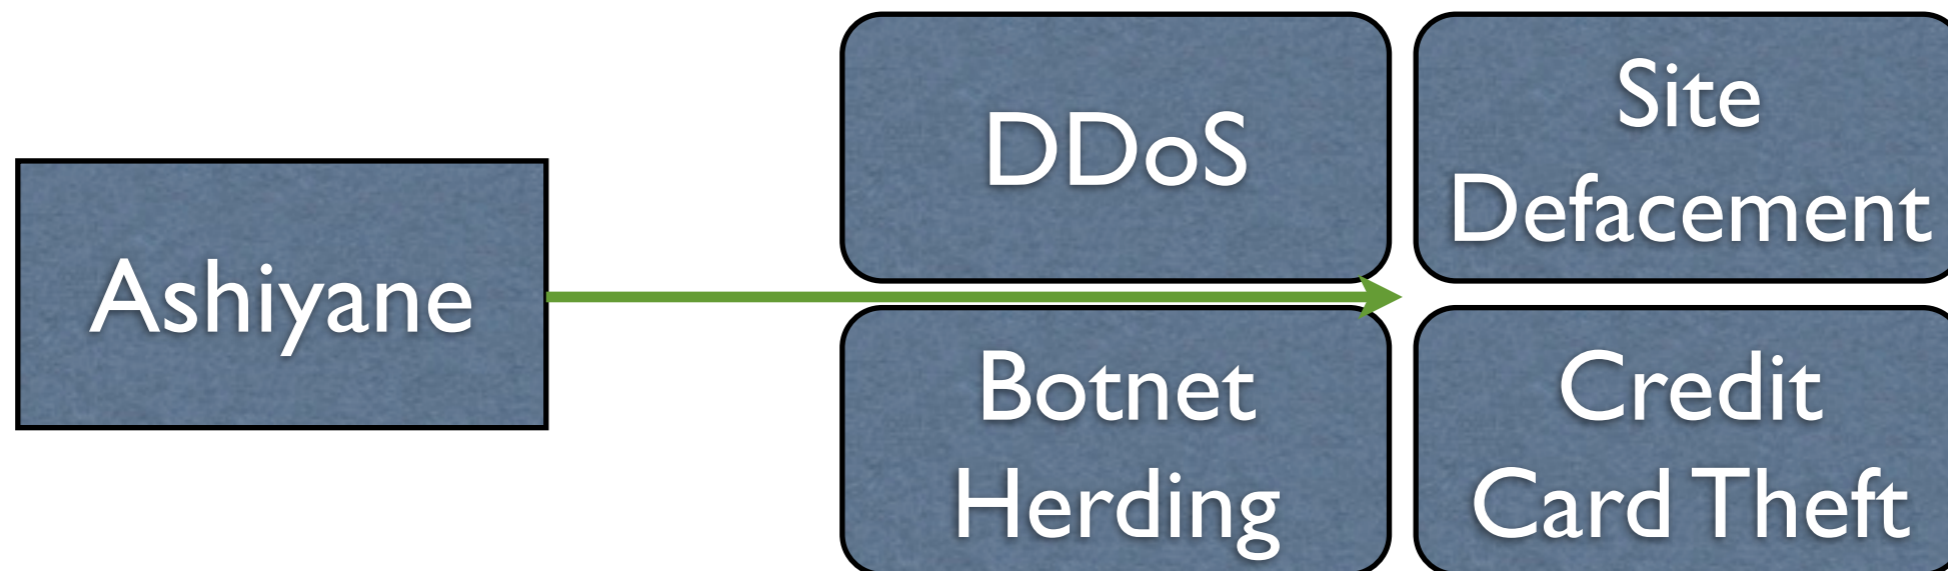 Ashiyane
DDoS
Site
Defacement
Botnet
Herding
Credit
Card Theft